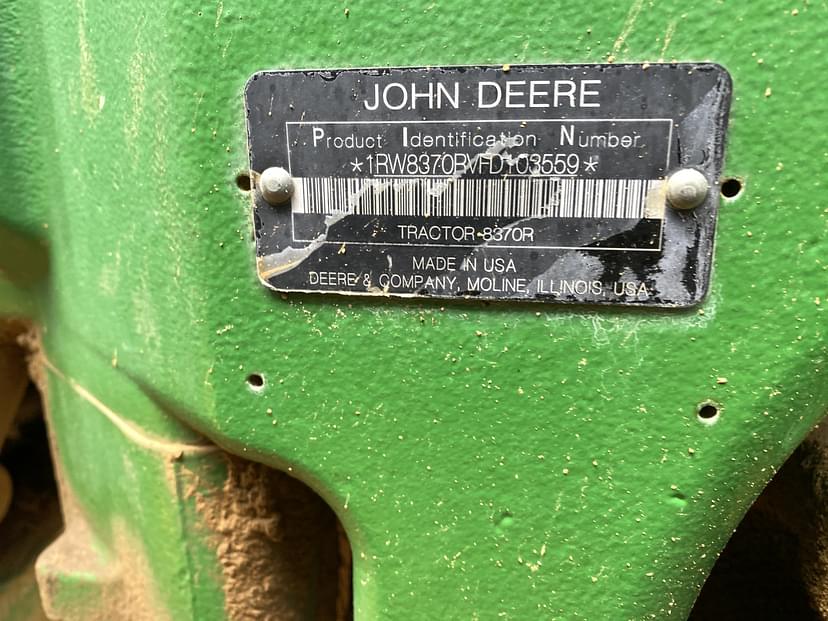 JOHN DEERE
Product Identification Number
*1RW8370RVFD103559*
TRACTOR 8370R
MADE IN USA
DEERE & COMPANY, MOLINE, ILLINOIS, USA